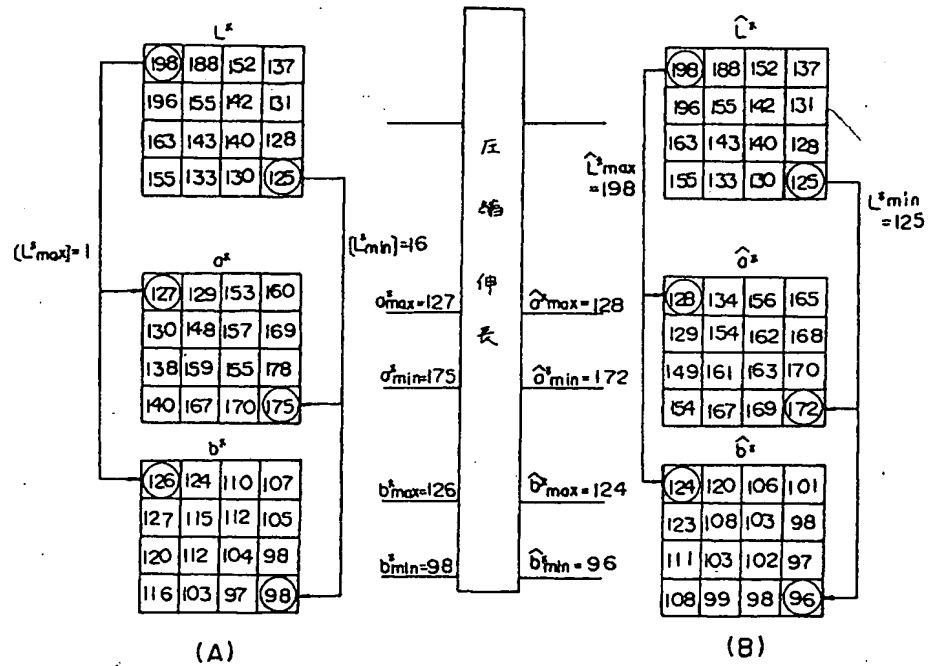 L*
198 188 152 137
196 155 142 131
163 143 140 128
155 133 130 125
[L*max]=1
[L*min]=16
a*
127 129 153 160
130 148 157 169
138 159 155 178
140 167 170 175
b*
126 124 110 107
127 115 112 105
120 112 104 98
116 103 97 98
(A)
圧
縮
伸
長
a*max=127
a*min=175
b*max=126
b*min=98
â*max=128
â*min=172
b̂*max=124
b̂*min=96
L̂*
198 188 152 137
196 155 142 131
163 143 140 128
155 133 130 125
L̂*max
=198
L*min
=125
â*
128 134 156 165
129 154 162 168
149 161 163 170
154 167 169 172
b̂*
124 120 106 101
123 108 103 98
111 103 102 97
108 99 98 96
(B)